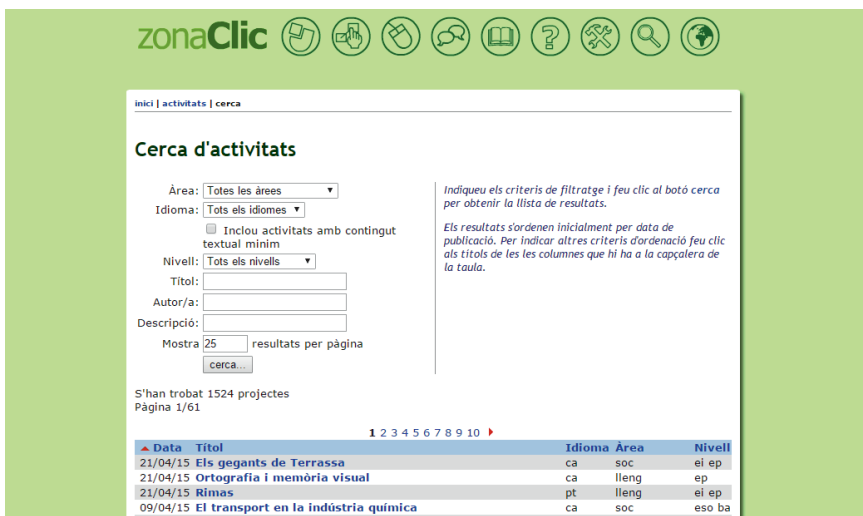 zonaClic
inici | activitats | cerca
Cerca d'activitats
Àrea: Totes les àrees
Idioma: Tots els idiomes
Inclou activitats amb contingut
textual minim
Nivell: Tots els nivells
Títol:
Autor/a:
Descripció:
Mostra 25 resultats per pàgina
cerca...
Indiqueu els criteris de filtratge i feu clic al botó cerca
per obtenir la llista de resultats.
Els resultats s'ordenen inicialment per data de
publicació. Per indicar altres criteris d'ordenació feu clic
als títols de les les columnes que hi ha a la capçalera de
la taula.
S'han trobat 1524 projectes
Pàgina 1/61
1 2 3 4 5 6 7 8 9 10
Data Títol Idioma Àrea Nivell
21/04/15 Els gegants de Terrassa ca soc ei ep
21/04/15 Ortografia i memòria visual ca lleng ep
21/04/15 Rimas pt lleng ei ep
09/04/15 El transport en la indústria química ca soc eso ba